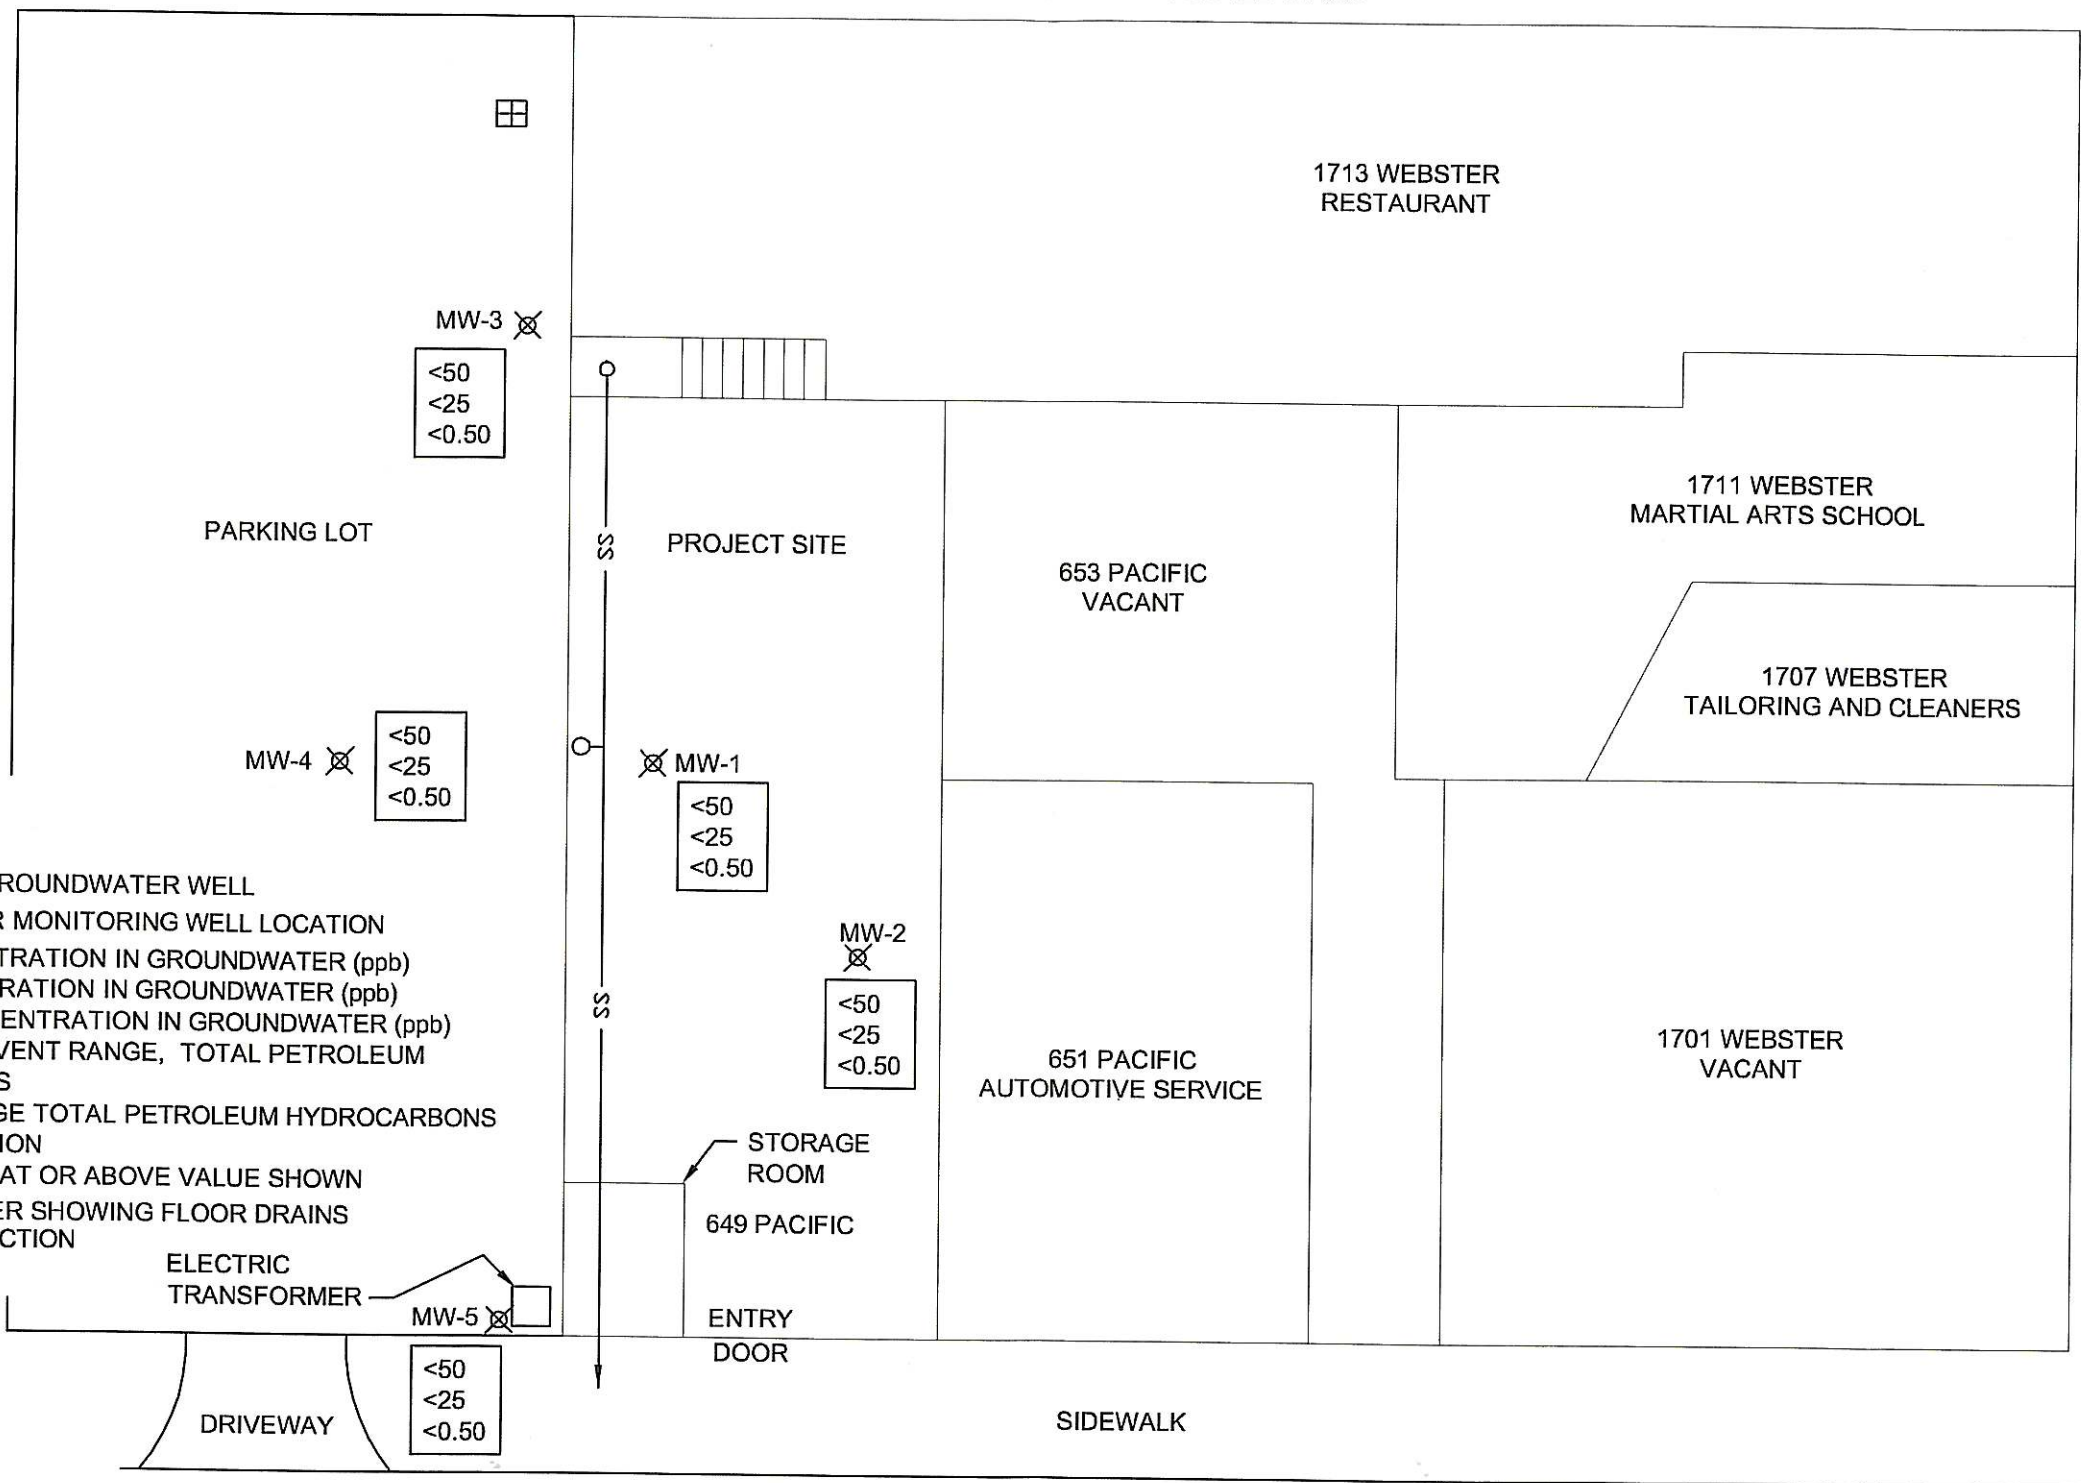 1713 WEBSTER
RESTAURANT
MW-3
<50
<25
<0.50
PARKING LOT
SS
PROJECT SITE
653 PACIFIC
VACANT
1711 WEBSTER
MARTIAL ARTS SCHOOL
1707 WEBSTER
TAILORING AND CLEANERS
MW-4
<50
<25
<0.50
MW-1
<50
<25
<0.50
MW-2
<50
<25
<0.50
SS
651 PACIFIC
AUTOMOTIVE SERVICE
1701 WEBSTER
VACANT
ROUNDWATER WELL
R MONITORING WELL LOCATION
TRATION IN GROUNDWATER (ppb)
RATION IN GROUNDWATER (ppb)
ENTRATION IN GROUNDWATER (ppb)
VENT RANGE, TOTAL PETROLEUM
S
GE TOTAL PETROLEUM HYDROCARBONS
ION
AT OR ABOVE VALUE SHOWN
ER SHOWING FLOOR DRAINS
CTION
STORAGE
ROOM
649 PACIFIC
ELECTRIC
TRANSFORMER
MW-5
<50
<25
<0.50
ENTRY
DOOR
DRIVEWAY
SIDEWALK